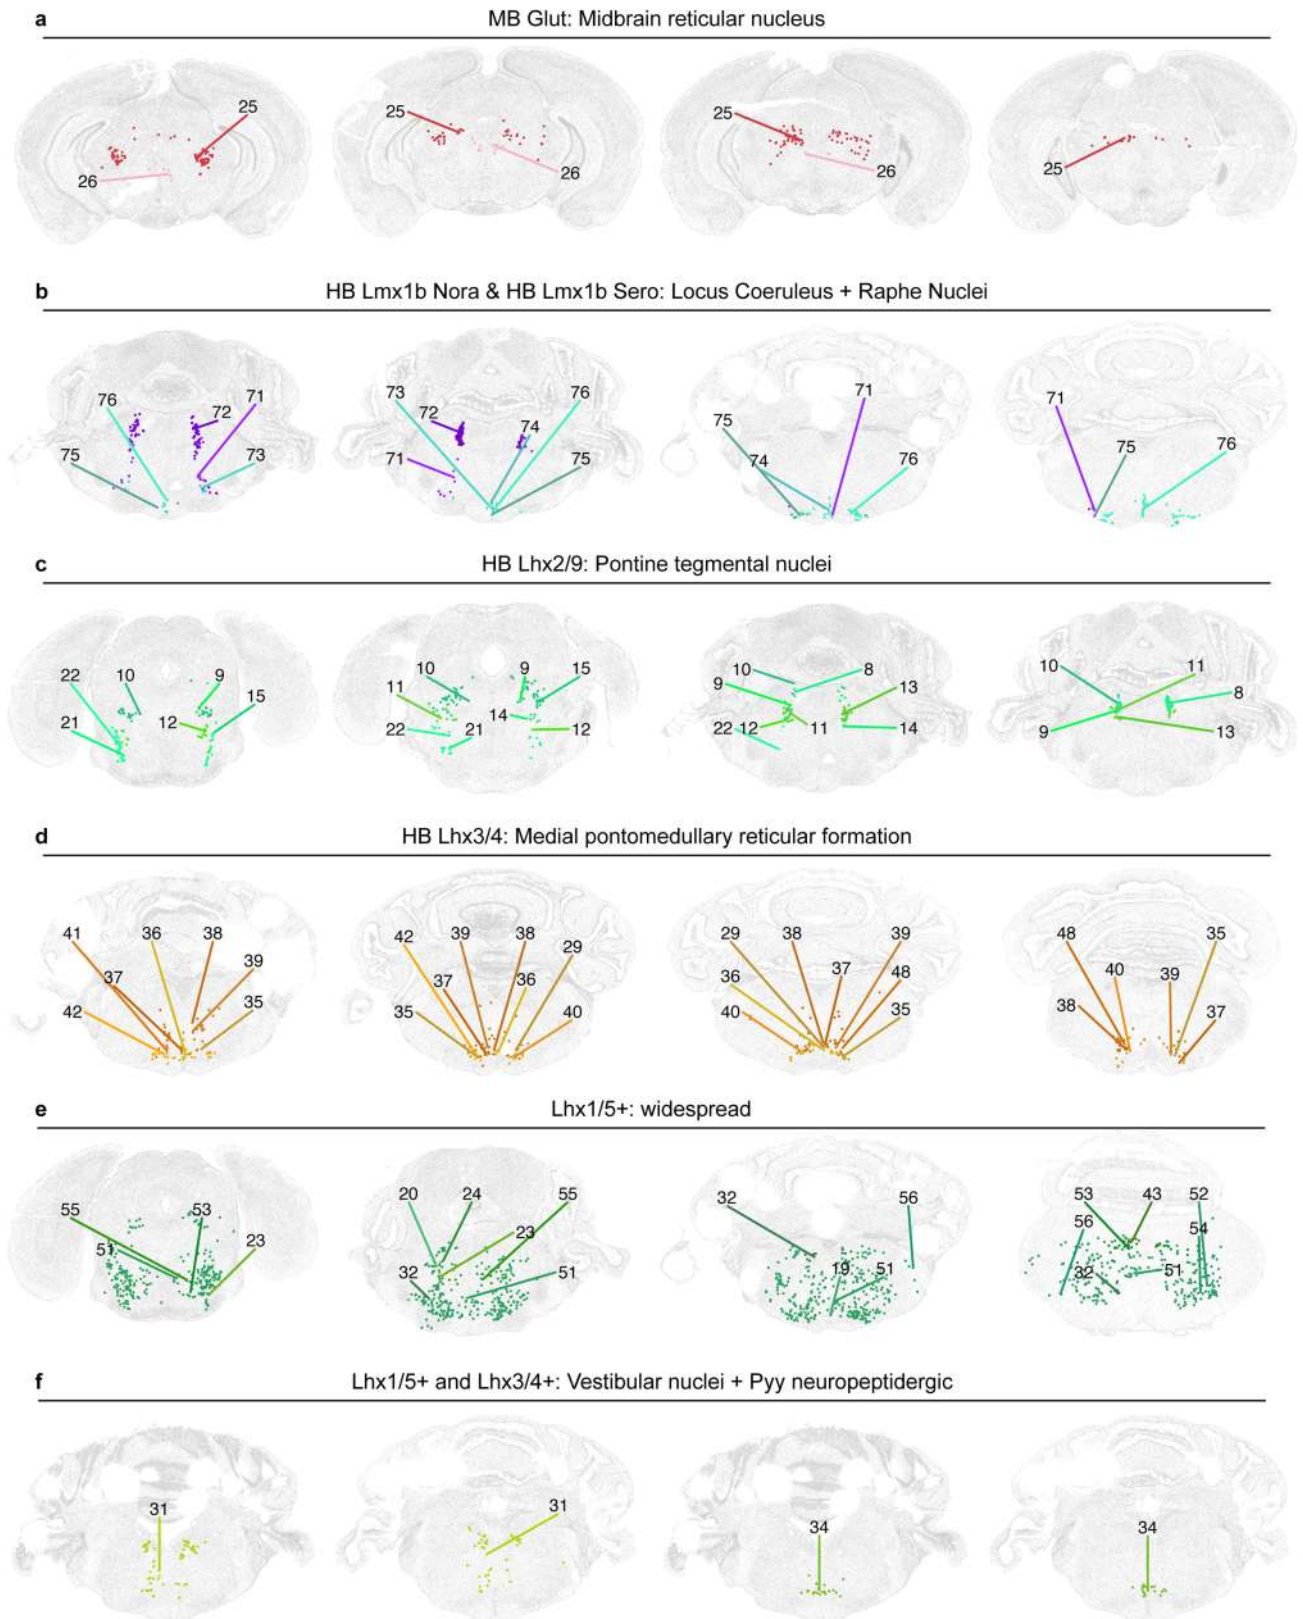 a MB Glut: Midbrain reticular nucleus
25
25
25
26
26
26
25
b HB Lmx1b Nora & HB Lmx1b Sero: Locus Coeruleus + Raphe Nuclei
76 72 71
75 73
73 76
72 74
71 75
71
75
74 76
71
75 76
c HB Lhx2/9: Pontine tegmental nuclei
22 10 9
15
21 12
10 9 15
11
14
22 21 12
10 8
9 13
22 12 11 14
10 11
8
9 13
d HB Lhx3/4: Medial pontomedullary reticular formation
41 36 38
37 39
42 35
42 39 38 29
37 36
35 40
29 38 39
36 37 48
40 35
48 35
40 39
38 37
e Lhx1/5+: widespread
55 53
51 23
20 24 55
23
32 51
32 56
19 51
53 43 52
56 54
32 51
f Lhx1/5+ and Lhx3/4+: Vestibular nuclei + Pyy neuropeptidergic
31
31
34
34